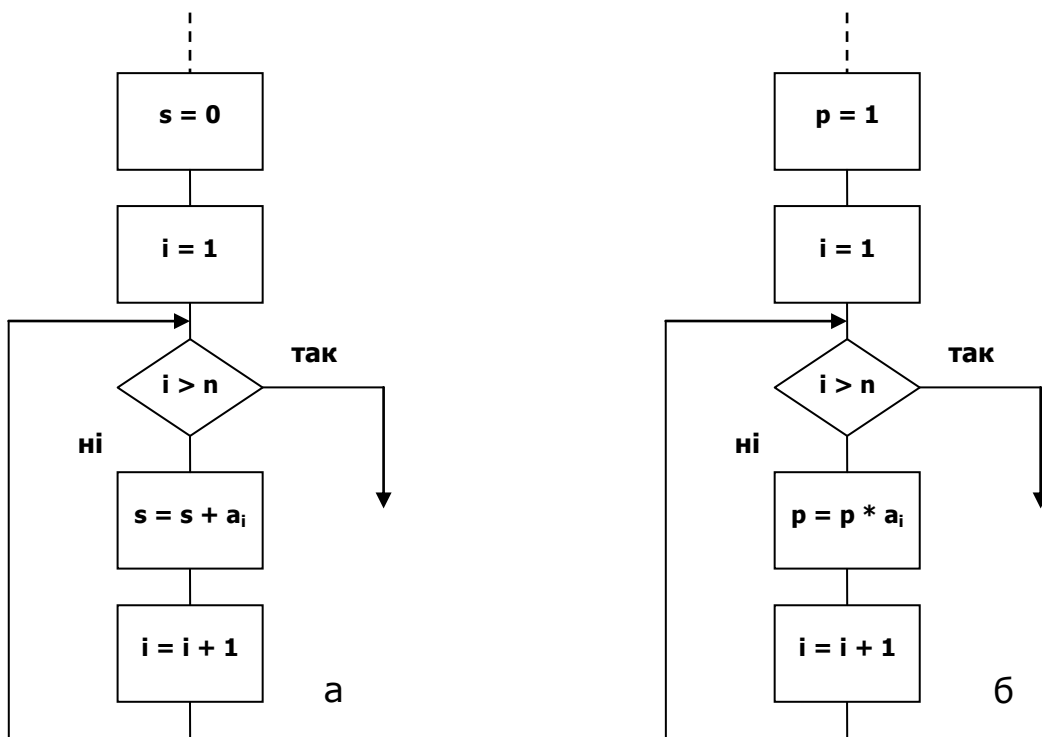 s = 0
i = 1
i > n
так
ні
s = s + aᵢ
i = i + 1
а
p = 1
i = 1
i > n
так
ні
p = p * aᵢ
i = i + 1
б